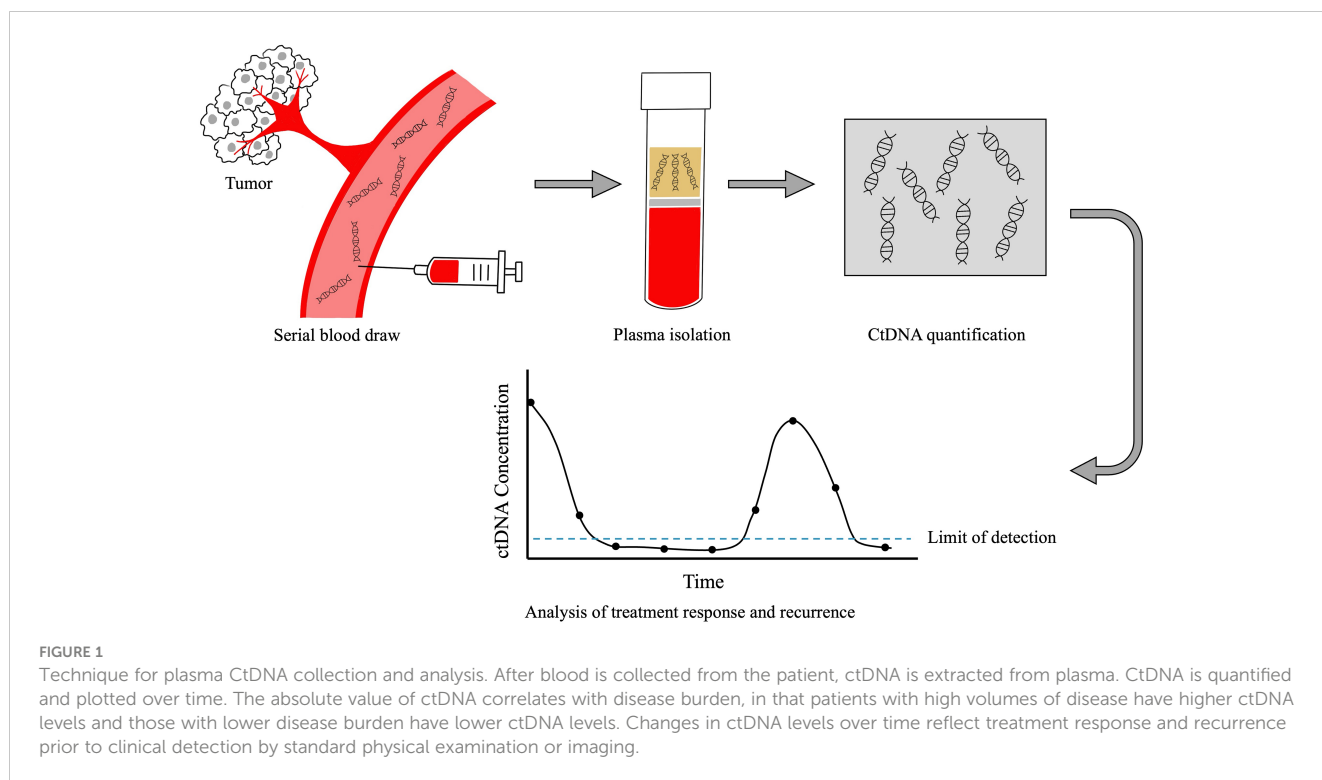 Tumor
Serial blood draw
Plasma isolation
CtDNA quantification
ctDNA Concentration
Limit of detection
Time
Analysis of treatment response and recurrence
FIGURE 1
Technique for plasma CtDNA collection and analysis. After blood is collected from the patient, ctDNA is extracted from plasma. CtDNA is quantified
and plotted over time. The absolute value of ctDNA correlates with disease burden, in that patients with high volumes of disease have higher ctDNA
levels and those with lower disease burden have lower ctDNA levels. Changes in ctDNA levels over time reflect treatment response and recurrence
prior to clinical detection by standard physical examination or imaging.